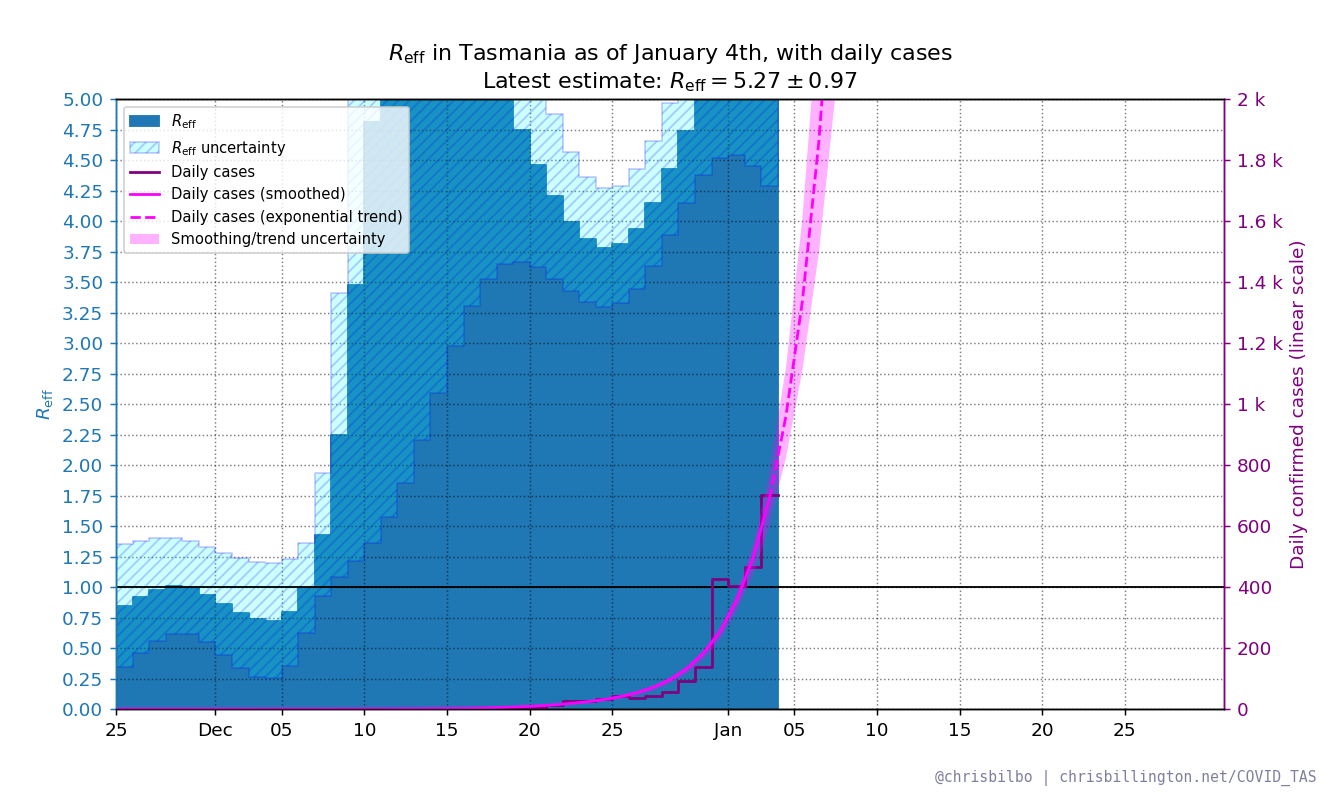 R_eff in Tasmania as of January 4th, with daily cases
Latest estimate: R_eff = 5.27 ± 0.97
5.00
4.75
4.50
4.25
4.00
3.75
3.50
3.25
3.00
2.75
2.50
2.25
2.00
1.75
1.50
1.25
1.00
0.75
0.50
0.25
0.00
R_eff
R_eff
R_eff uncertainty
Daily cases
Daily cases (smoothed)
Daily cases (exponential trend)
Smoothing/trend uncertainty
2 k
1.8 k
1.6 k
1.4 k
1.2 k
1 k
800
600
400
200
0
Daily confirmed cases (linear scale)
25 Dec 05 10 15 20 25 Jan 05 10 15 20 25
@chrisbilbo | chrisbillington.net/COVID_TAS